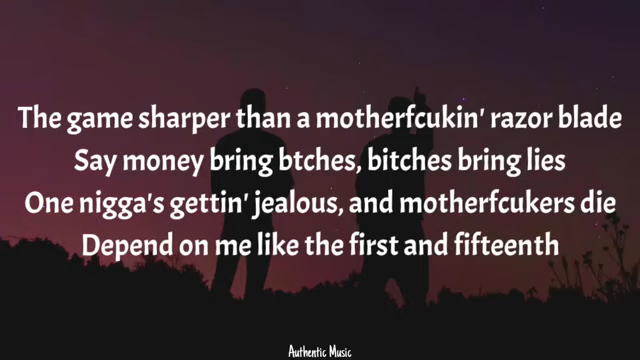 The game sharper than a motherfcukin' razor blade
Say money bring btches, bitches bring lies
One nigga's gettin' jealous, and motherfcukers die
Depend on me like the first and fifteenth
Authentic Music